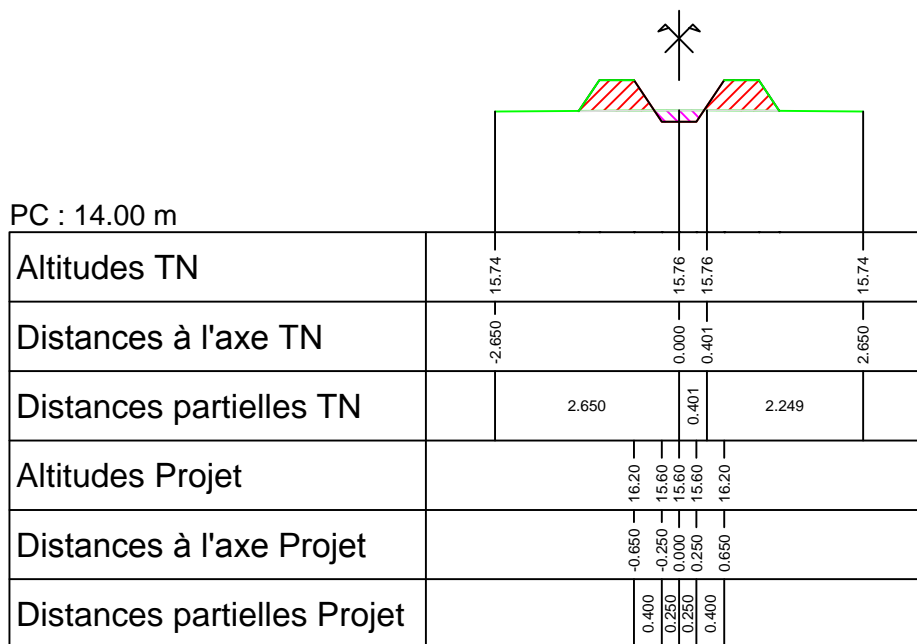 PC : 14.00 m
Altitudes TN
15.74 15.76 15.76 15.74
Distances à l'axe TN
-2.650 0.000 0.401 2.650
Distances partielles TN
2.650 0.401 2.249
Altitudes Projet
16.20 15.60 15.60 15.60 16.20
Distances à l'axe Projet
-0.650 -0.250 0.000 0.250 0.650
Distances partielles Projet
0.400 0.250 0.250 0.400